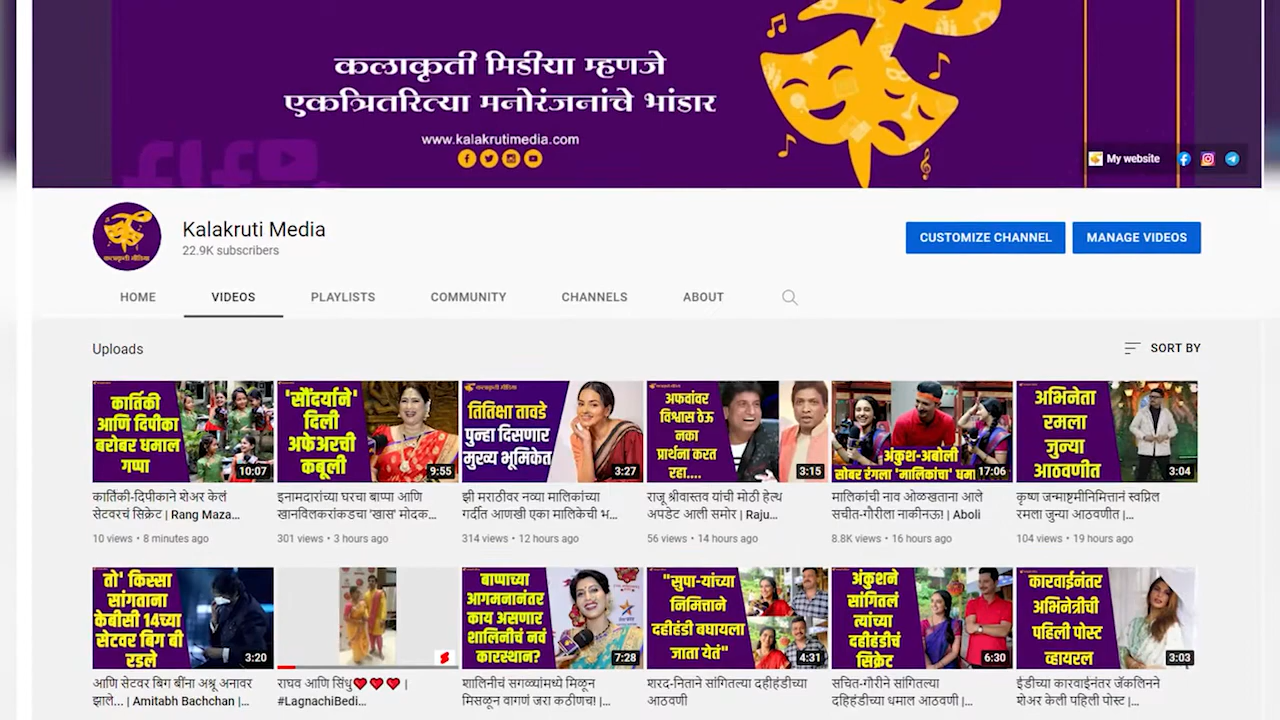 कलाकृती मिडीया म्हणजे
एकत्रितरित्या मनोरंजनांचे भांडार
www.kalakrutimedia.com
My website
Kalakruti Media
22.9K subscribers
CUSTOMIZE CHANNEL
MANAGE VIDEOS
HOME
VIDEOS
PLAYLISTS
COMMUNITY
CHANNELS
ABOUT
Uploads
SORT BY
कार्तिकी
आणि दिपीका
बरोबर धमाल
गप्पा
10:07
'सौंदर्याने'
दिली
अफेअरची
कबूली
9:55
कलाकृती मीडिया
तितिक्षा तावडे
पुन्हा दिसणार
मुख्य भूमिकेत
3:27
अफवांवर
विश्वास ठेऊ
नका
प्रार्थना करत
रहा....
3:15
अंकुश-अबोली
सोबर रंगला 'मालिकांचा' धमा
17:06
अभिनेता
रमला
जुन्या
आठवणीत
3:04
कार्तिकी-दिपीकाने शेअर केलं
सेटवरचं सिक्रेट | Rang Maza...
10 views • 8 minutes ago
इनामदारांच्या घरचा बाप्पा आणि
खानविलकरांकडचा 'खास' मोदक...
301 views • 3 hours ago
झी मराठीवर नव्या मालिकांच्या
गर्दीत आणखी एका मालिकेची भ...
314 views • 12 hours ago
राजू श्रीवास्तव यांची मोठी हेल्थ
अपडेट आली समोर | Raju...
56 views • 14 hours ago
मालिकांची नाव ओळखताना आले
सचीत-गौरीला नाकीनऊ! | Aboli
8.8K views • 16 hours ago
कृष्ण जन्माष्टमीनिमित्तानं स्वप्निल
रमला जुन्या आठवणीत |...
104 views • 19 hours ago
तो' किस्सा
सांगताना
केबीसी 14च्या
सेटवर बिग बी
रडले
3:20
बाप्पाच्या
आगमनानंतर
काय असणार
शालिनीचं नवं
कारस्थान?
7:28
"सुपा-यांच्या
निमित्ताने
दहीहंडी बघायला
जाता येतं"
4:31
अंकुशने
सांगितलं
त्यांच्या
दहीहंडीचं
सिक्रेट
6:30
कारवाईनंतर
अभिनेत्रीची
पहिली पोस्ट
व्हायरल
3:03
आणि सेटवर बिग बींना अश्रू अनावर
झाले... | Amitabh Bachchan |...
राघव आणि सिंधु❤❤❤ |
#LagnachiBedi...
शालिनीचं सगळ्यांमध्ये मिळून
मिसळून वागणं जरा कठीणचं! |...
शरद-निताने सांगितल्या दहीहंडीच्या
आठवणी
सचित-गौरीने सांगितल्या
दहिहंडीच्या धमाल आठवणी |...
ईडीच्या कारवाईनंतर जॅकलिनने
शेअर केली पहिली पोस्ट |...